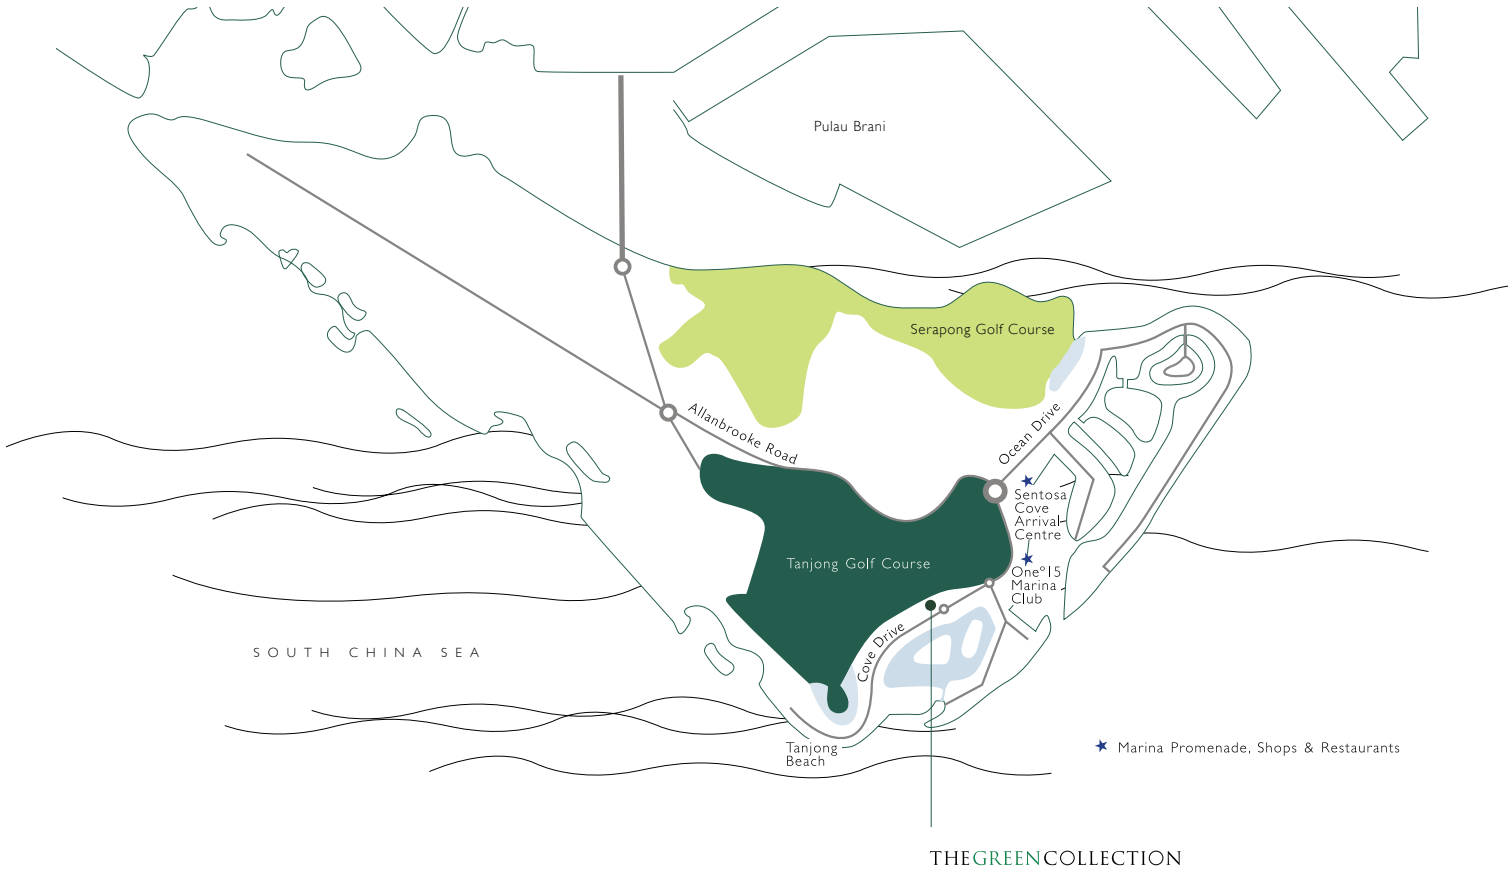 Pulau Brani
Serapong Golf Course
Allanbrooke Road
Ocean Drive
Sentosa
Cove
Arrival
Centre
Tanjong Golf Course
One°15
Marina
Club
Cove Drive
SOUTH CHINA SEA
Tanjong
Beach
Marina Promenade, Shops & Restaurants
THEGREENCOLLECTION